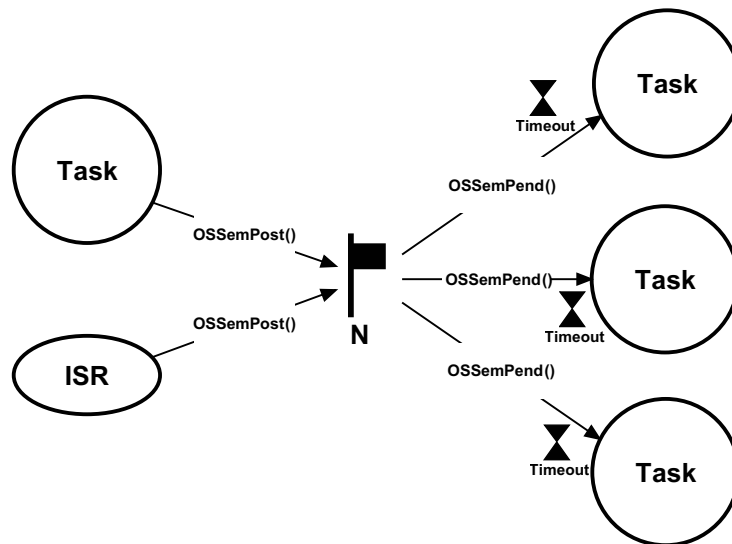 Task
Timeout
Task
OSSemPend()
OSSemPost()
OSSemPend()
Task
Timeout
N
OSSemPost()
ISR
OSSemPend()
Timeout
Task